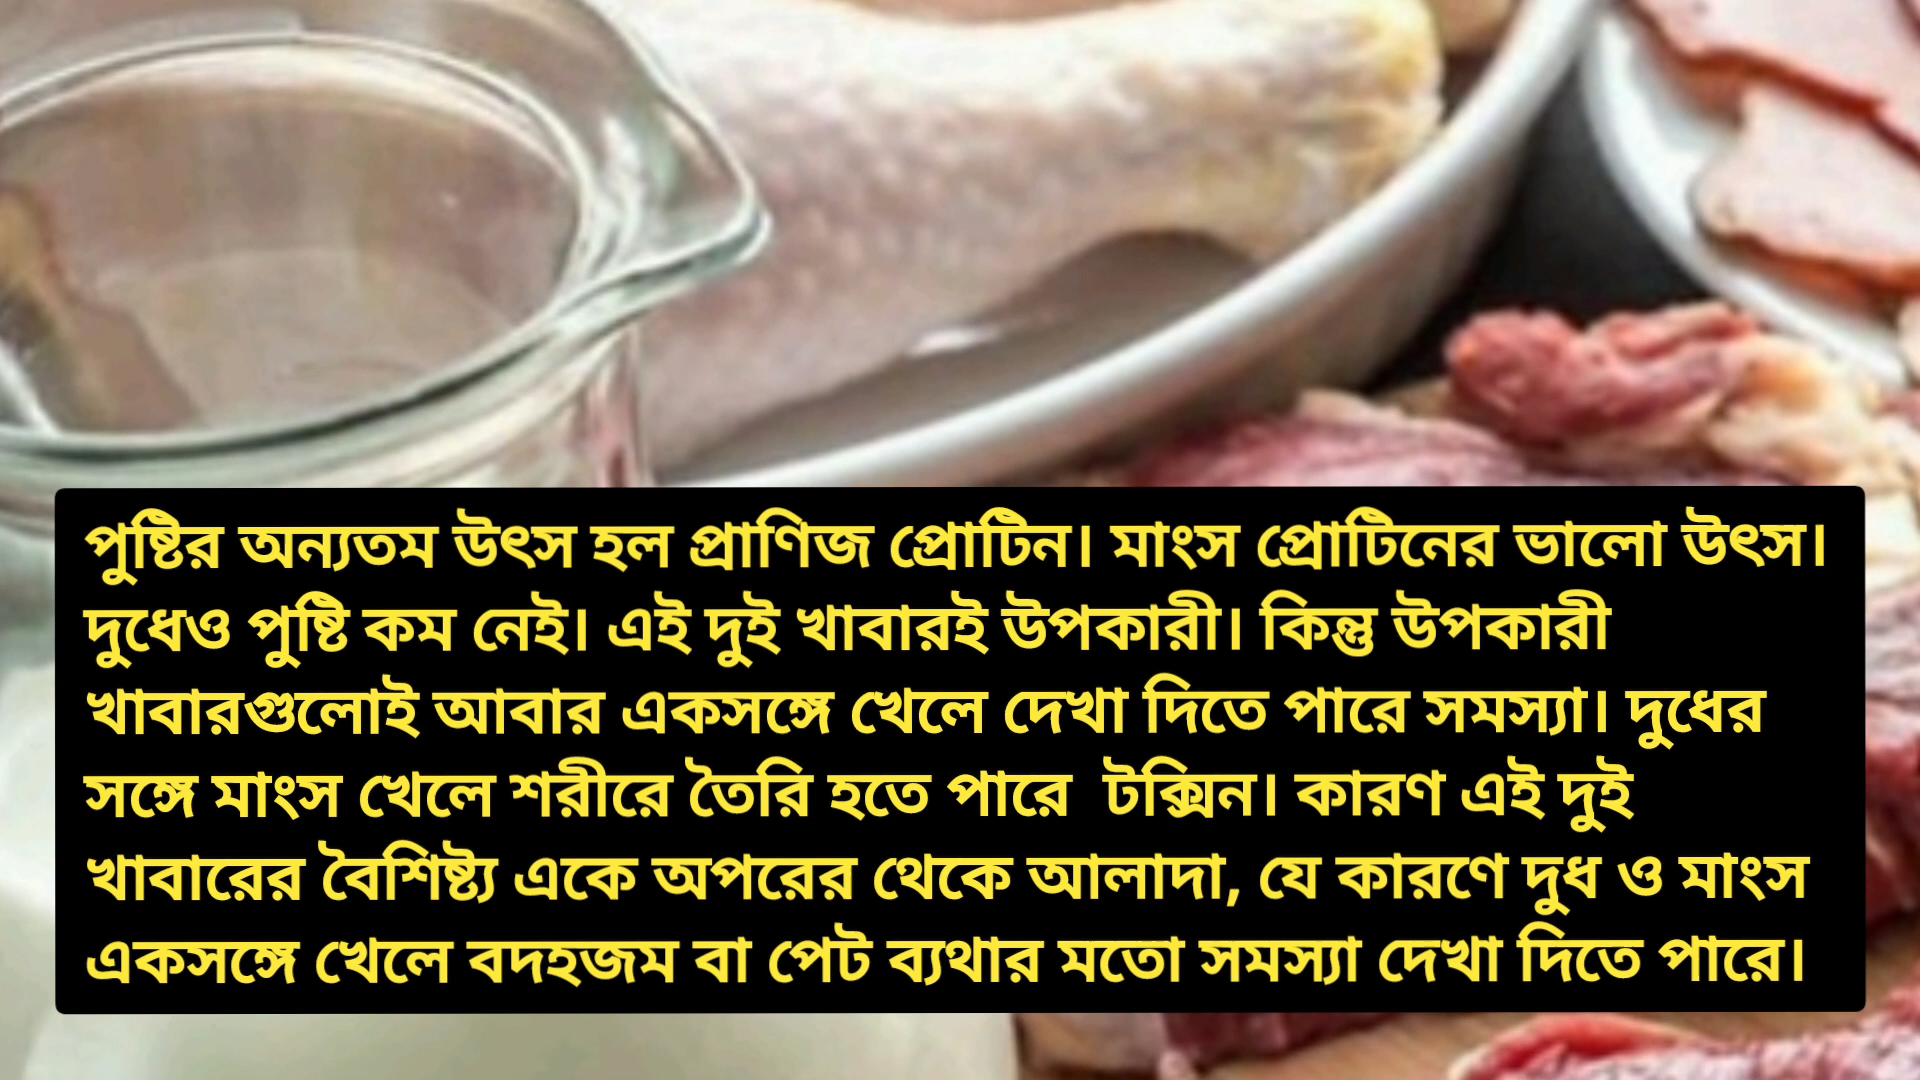 পুষ্টির অন্যতম উৎস হল প্রাণিজ প্রোটিন। মাংস প্রোটিনের ভালো উৎস।
দুধেও পুষ্টি কম নেই। এই দুই খাবারই উপকারী। কিন্তু উপকারী
খাবারগুলোই আবার একসঙ্গে খেলে দেখা দিতে পারে সমস্যা। দুধের
সঙ্গে মাংস খেলে শরীরে তৈরি হতে পারে  টক্সিন। কারণ এই দুই
খাবারের বৈশিষ্ট্য একে অপরের থেকে আলাদা, যে কারণে দুধ ও মাংস
একসঙ্গে খেলে বদহজম বা পেট ব্যথার মতো সমস্যা দেখা দিতে পারে।